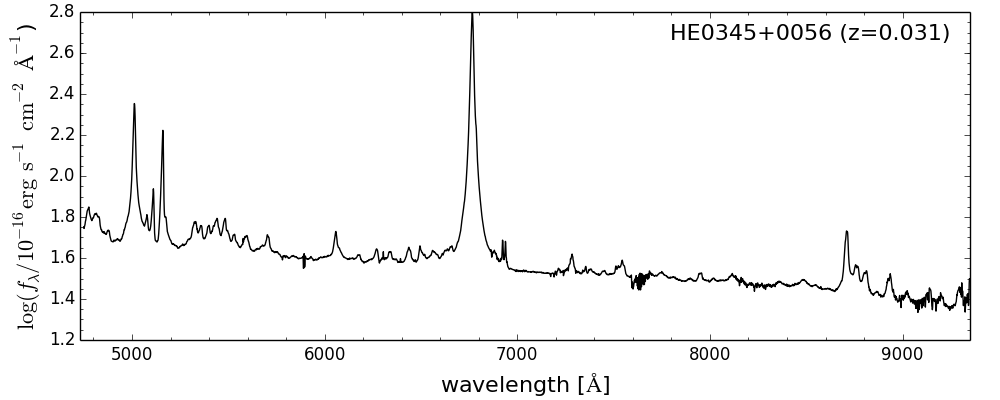 HE0345+0056 (z=0.031)
log(fλ/10⁻¹⁶ erg s⁻¹ cm⁻² Å⁻¹)
2.8
2.6
2.4
2.2
2.0
1.8
1.6
1.4
1.2
5000 6000 7000 8000 9000
wavelength [Å]